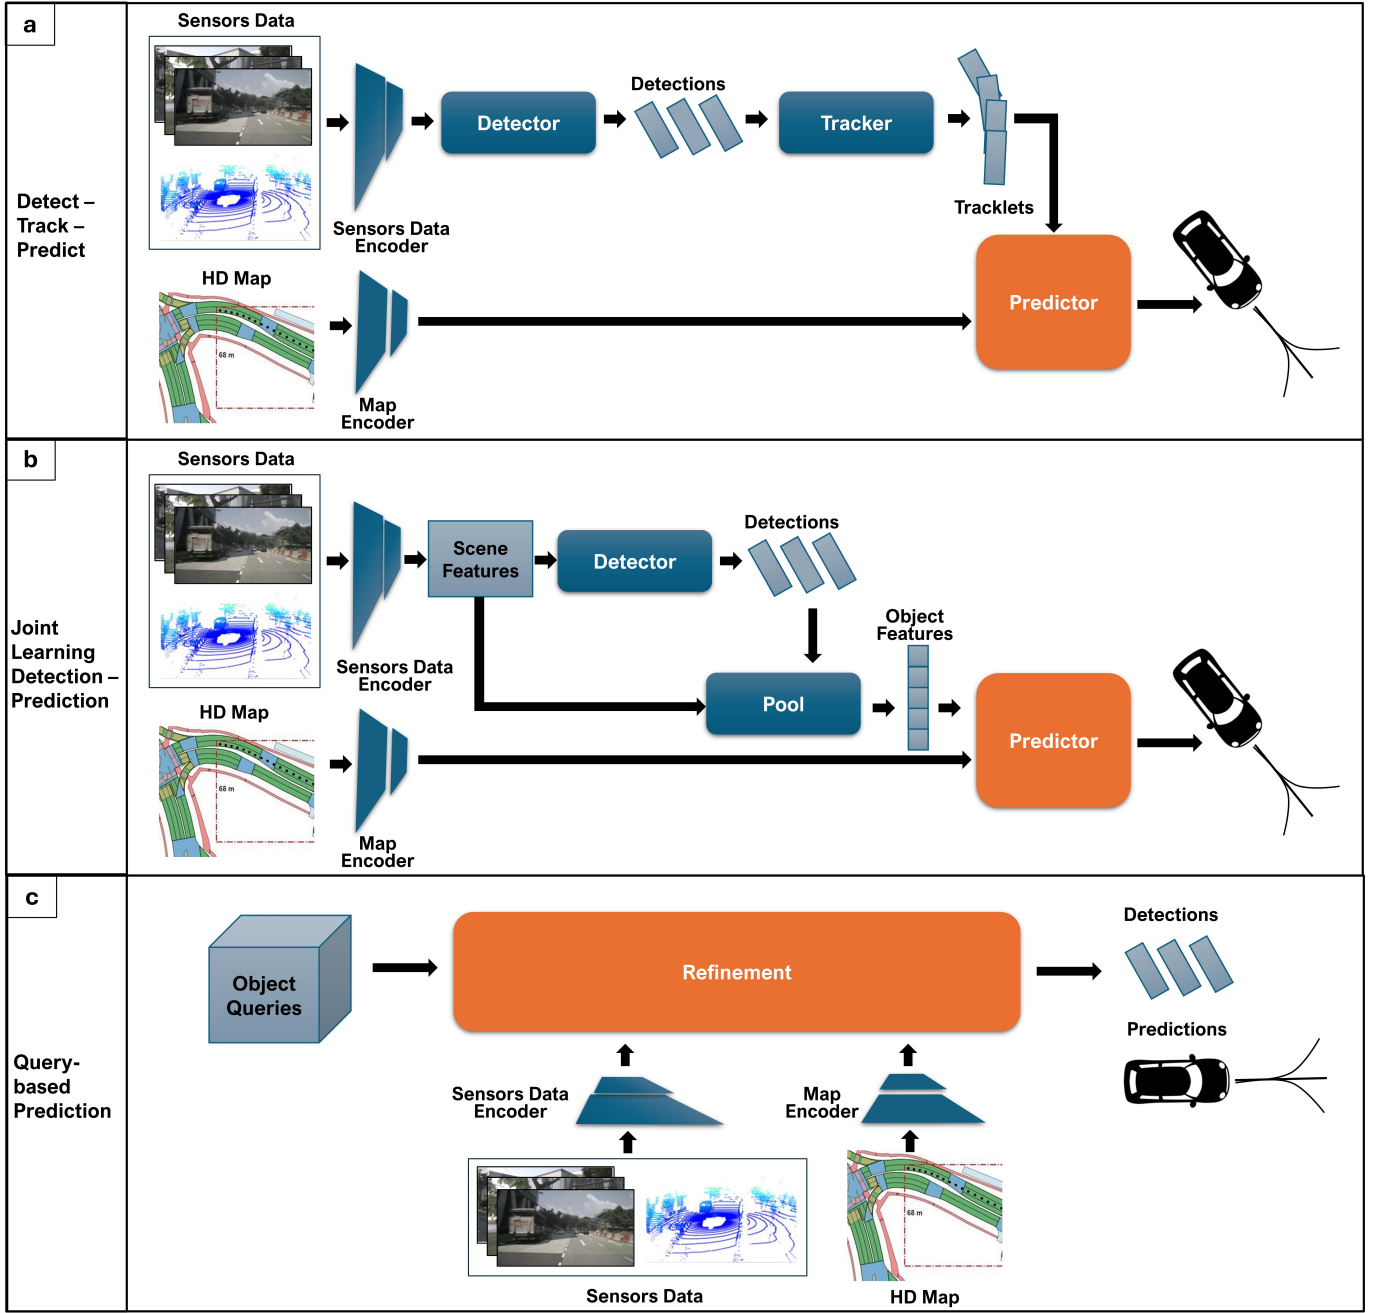 a
Sensors Data
Detect –
Track –
Predict
Detector
Detections
Tracker
Tracklets
Sensors Data
Encoder
HD Map
68 m
Map
Encoder
Predictor
b
Sensors Data
Joint
Learning
Detection –
Prediction
Scene
Features
Detector
Detections
Object
Features
Sensors Data
Encoder
Pool
HD Map
68 m
Map
Encoder
Predictor
c
Query-
based
Prediction
Object
Queries
Refinement
Detections
Predictions
Sensors Data
Encoder
Map
Encoder
68 m
Sensors Data
HD Map